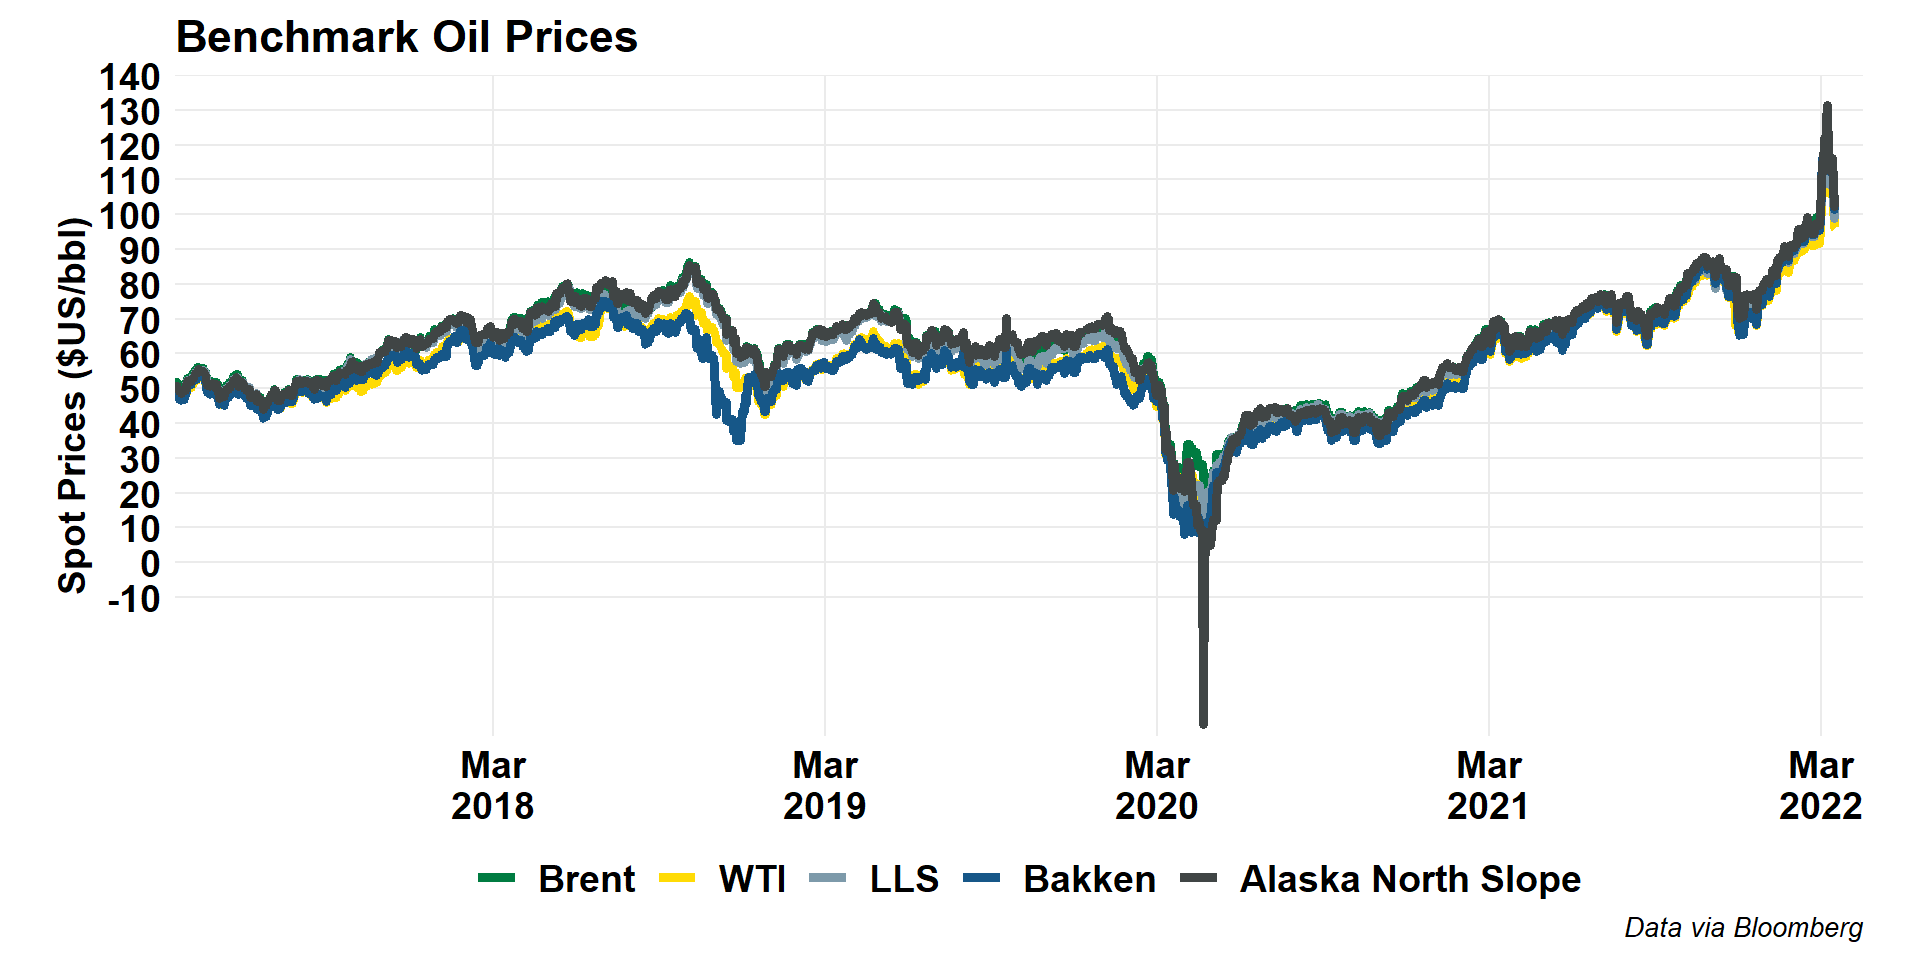 Benchmark Oil Prices
Spot Prices ($US/bbl)
140
130
120
110
100
90
80
70
60
50
40
30
20
10
0
-10
Mar Mar Mar Mar Mar
2018 2019 2020 2021 2022
Brent WTI LLS Bakken Alaska North Slope
Data via Bloomberg